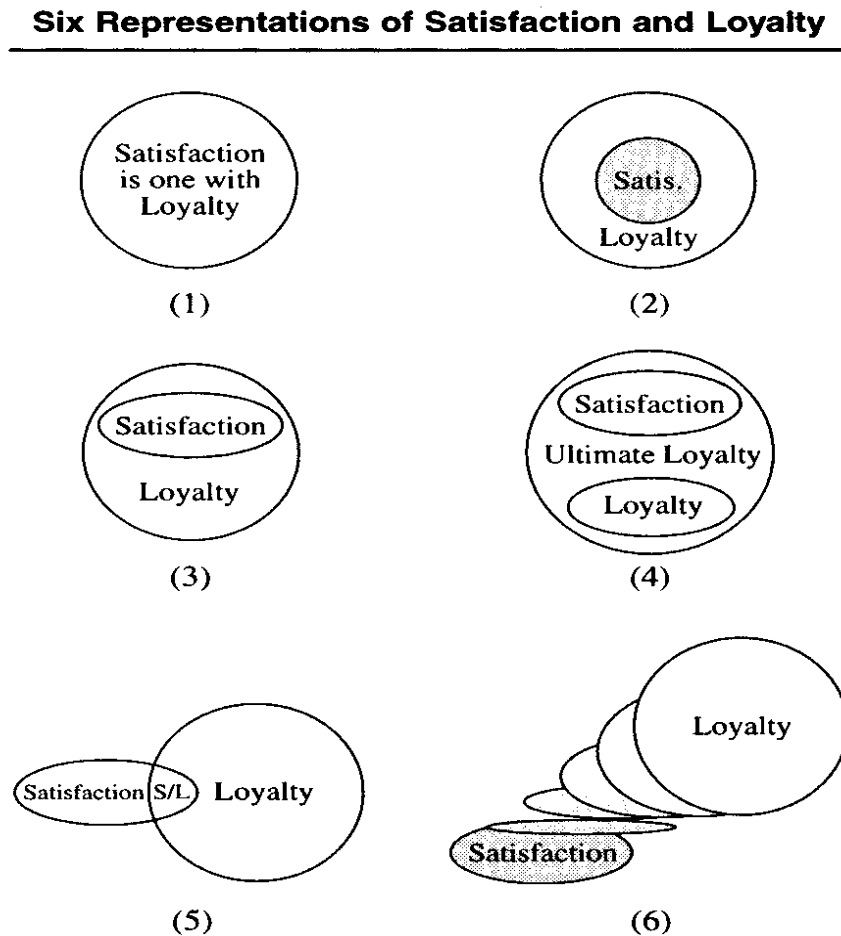 Six Representations of Satisfaction and Loyalty
Satisfaction
is one with
Loyalty
(1)
Satis.
Loyalty
(2)
Satisfaction
Loyalty
(3)
Satisfaction
Ultimate Loyalty
Loyalty
(4)
Satisfaction S/L Loyalty
(5)
Loyalty
Satisfaction
(6)